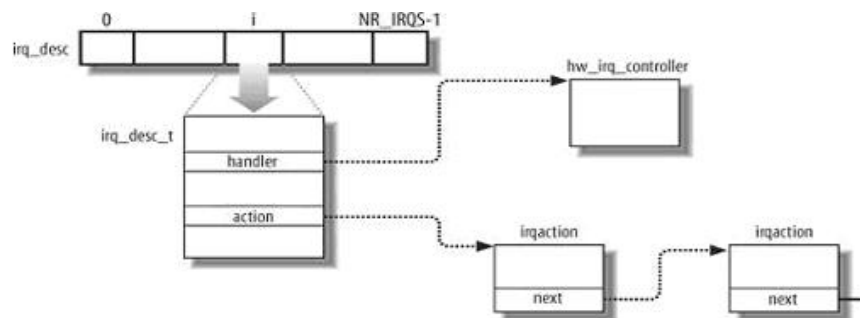 0 i NR_IRQS-1
irq_desc
hw_irq_controller
irq_desc_t
handler
action
irqaction irqaction
next next